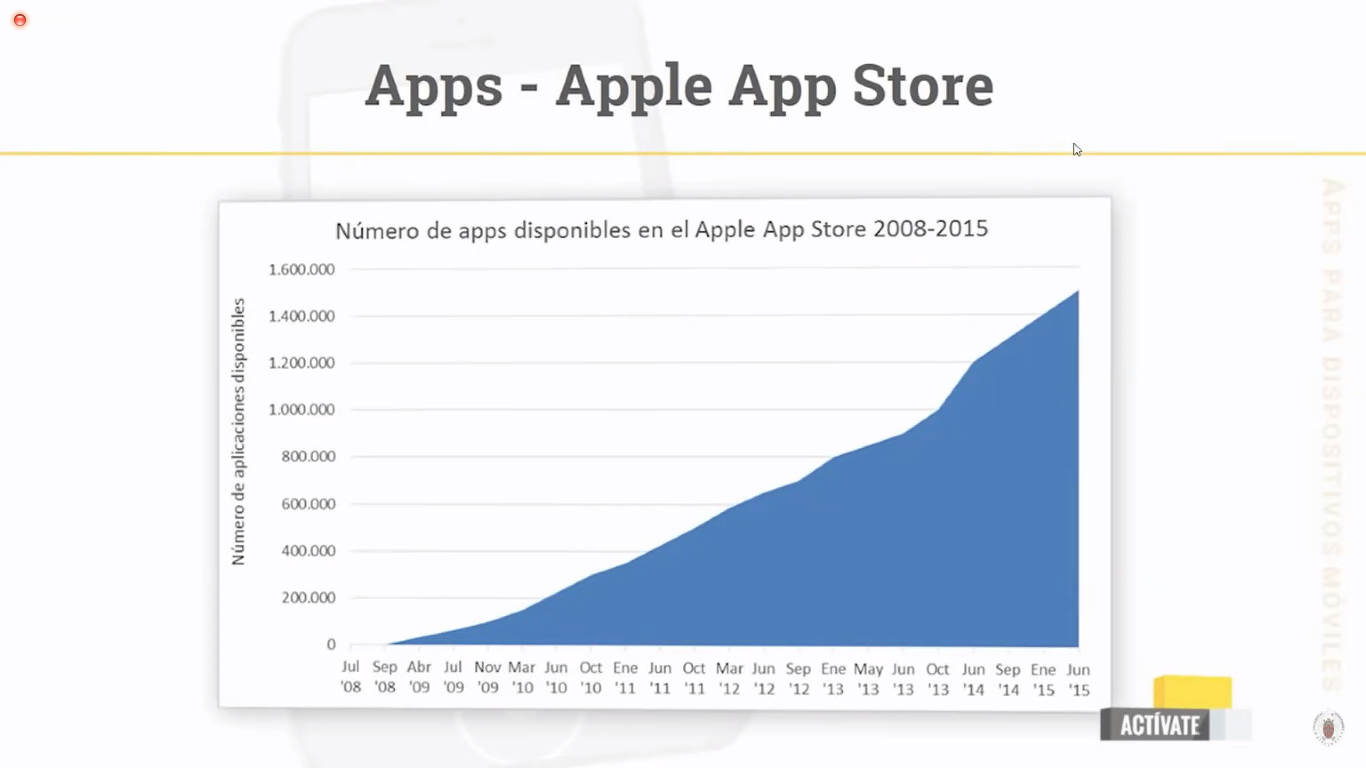 Apps - Apple App Store
Número de apps disponibles en el Apple App Store 2008-2015
Número de aplicaciones disponibles
1.600.000
1.400.000
1.200.000
1.000.000
800.000
600.000
400.000
200.000
0
Jul Sep Abr Jul Nov Mar Jun Oct Ene Jun Oct Mar Jun Sep Ene May Jun Oct Jun Sep Ene Jun
'08 '08 '09 '09 '09 '10 '10 '10 '11 '11 '11 '12 '12 '12 '13 '13 '13 '13 '14 '14 '15 '15
APPS PARA DISPOSITIVOS MÓVILES
ACTÍVATE